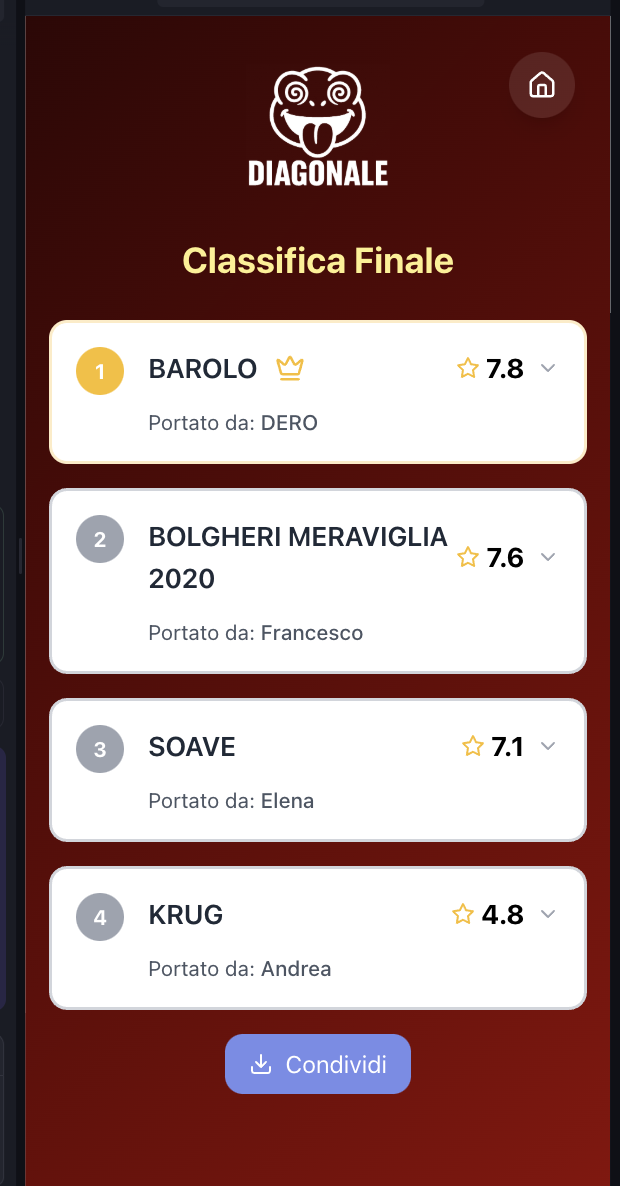 DIAGONALE
Classifica Finale
1 BAROLO 7.8
Portato da: DERO
2 BOLGHERI MERAVIGLIA 7.6
2020
Portato da: Francesco
3 SOAVE 7.1
Portato da: Elena
4 KRUG 4.8
Portato da: Andrea
Condividi